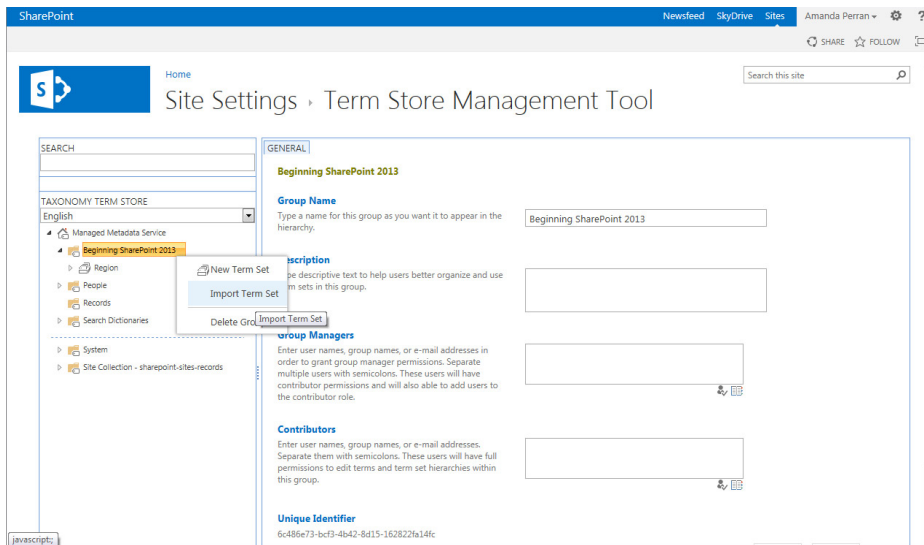 SharePoint
Newsfeed SkyDrive Sites Amanda Perran ?
SHARE FOLLOW
S
Home
Site Settings › Term Store Management Tool
Search this site
SEARCH
TAXONOMY TERM STORE
English
Managed Metadata Service
Beginning SharePoint 2013
Region
People
Records
Search Dictionaries
System
Site Collection - sharepoint-sites-records
New Term Set
Import Term Set
Delete Gro
Import Term Set
GENERAL
Beginning SharePoint 2013
Group Name
Type a name for this group as you want it to appear in the
hierarchy.
Beginning SharePoint 2013
escription
pe descriptive text to help users better organize and use
rm sets in this group.
Group Managers
Enter user names, group names, or e-mail addresses in
order to grant group manager permissions. Separate
multiple users with semicolons. These users will have
contributor permissions and will also able to add users to
the contributor role.
Contributors
Enter user names, group names, or e-mail addresses.
Separate them with semicolons. These users will have full
permissions to edit terms and term set hierarchies within
this group.
Unique Identifier
6c486e73-bcf3-4b42-8d15-162822fa14fc
javascript:;